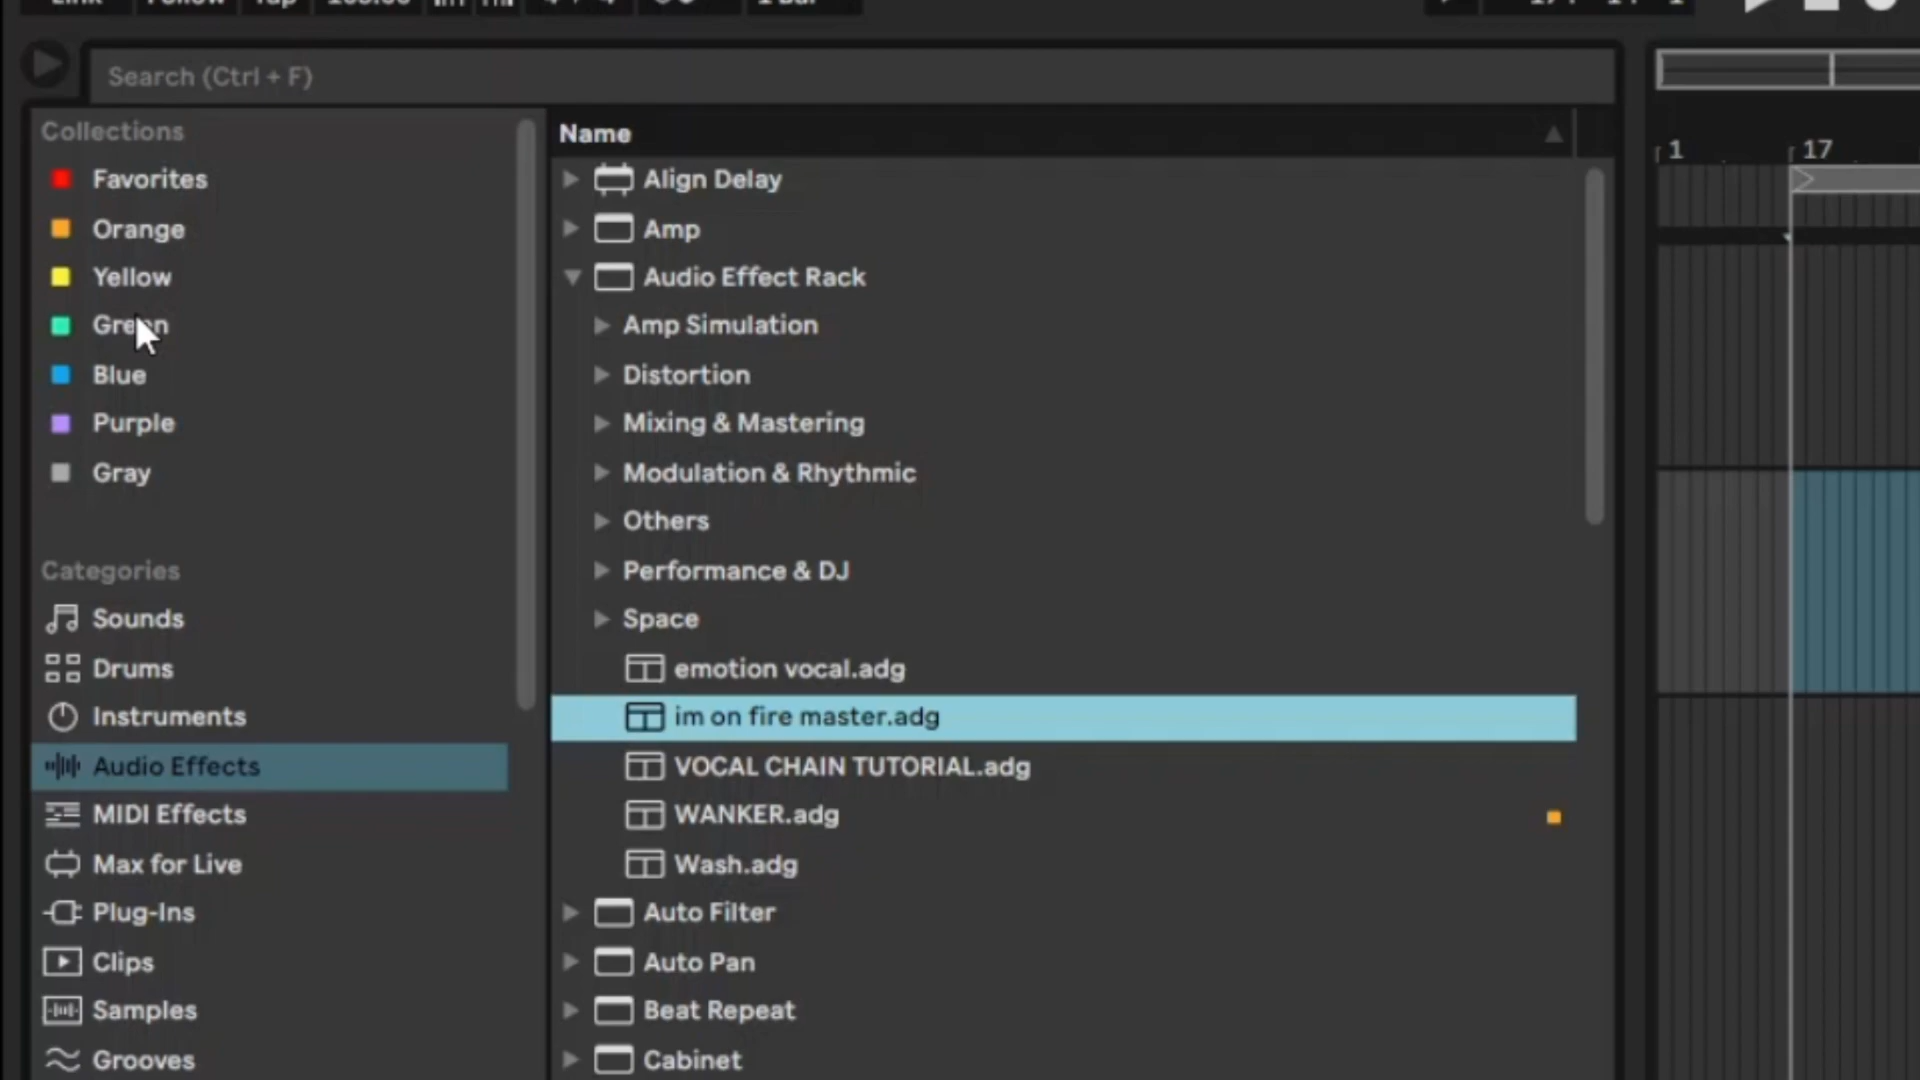 Search (Ctrl + F)
Collections
Favorites
Orange
Yellow
Green
Blue
Purple
Gray
Categories
Sounds
Drums
Instruments
Audio Effects
MIDI Effects
Max for Live
Plug-Ins
Clips
Samples
Grooves
Name
Align Delay
Amp
Audio Effect Rack
Amp Simulation
Distortion
Mixing & Mastering
Modulation & Rhythmic
Others
Performance & DJ
Space
emotion vocal.adg
im on fire master.adg
VOCAL CHAIN TUTORIAL.adg
WANKER.adg
Wash.adg
Auto Filter
Auto Pan
Beat Repeat
Cabinet
1
17